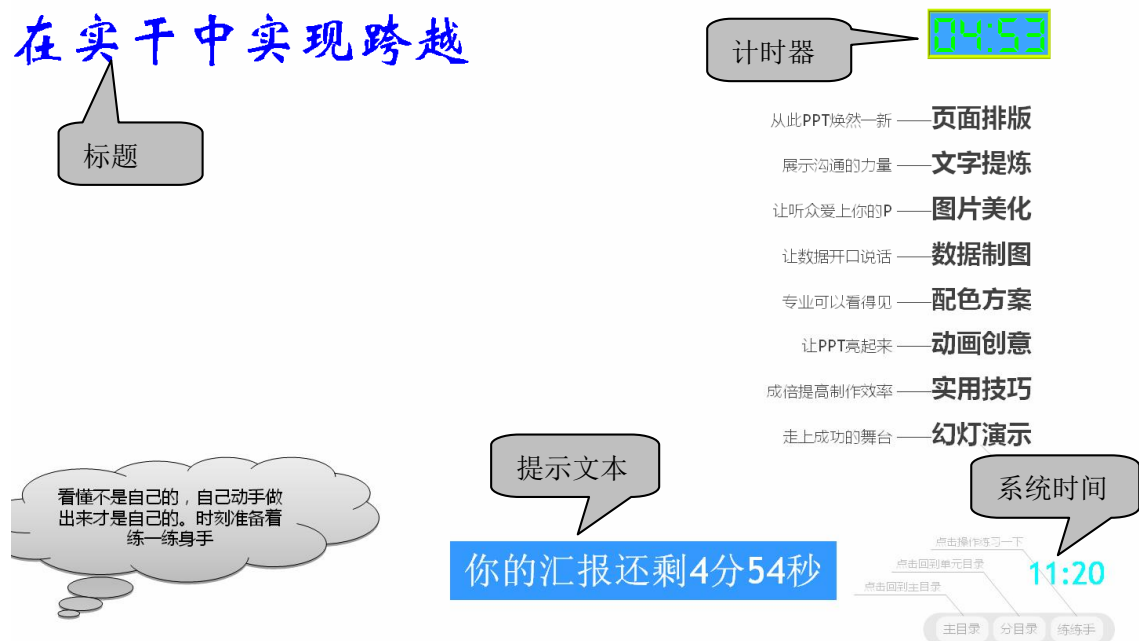 在实干中实现跨越
计时器
04:53
标题
从此PPT焕然一新 页面排版
展示沟通的力量 文字提炼
让听众爱上你的P 图片美化
让数据开口说话 数据制图
专业可以看得见 配色方案
让PPT亮起来 动画创意
成倍提高制作效率 实用技巧
走上成功的舞台 幻灯演示
提示文本
系统时间
看懂不是自己的，自己动手做
出来才是自己的。时刻准备着
练一练身手
你的汇报还剩4分54秒
点击操作练习一下
点击回到单元目录
11:20
点击回到主目录
主目录 分目录 练练手